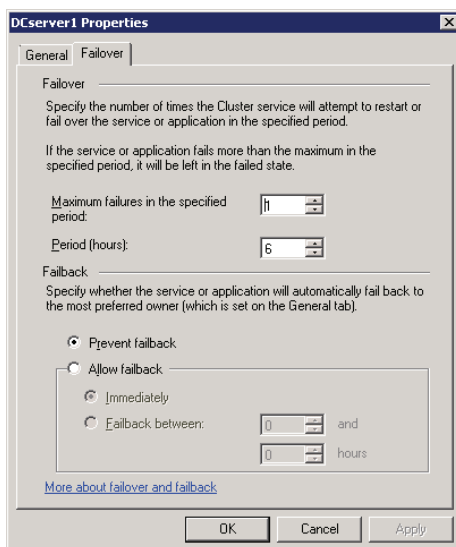 DCserver1 Properties
General Failover
Failover
Specify the number of times the Cluster service will attempt to restart or
fail over the service or application in the specified period.
If the service or application fails more than the maximum in the
specified period, it will be left in the failed state.
Maximum failures in the specified
period:
1
Period (hours):
6
Failback
Specify whether the service or application will automatically fail back to
the most preferred owner (which is set on the General tab).
Prevent failback
Allow failback
Immediately
Failback between:
0 and
0 hours
More about failover and failback
OK Cancel Apply